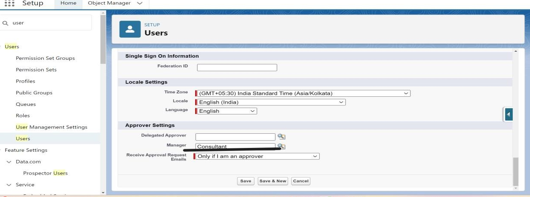 Setup
Home
Object Manager
user
Users
Permission Set Groups
Permission Sets
Profiles
Public Groups
Queues
Roles
User Management Settings
Users
Feature Settings
Data.com
Prospector Users
Service
SETUP
Users
Single Sign On Information
Federation ID
Locale Settings
Time Zone (GMT+05:30) India Standard Time (Asia/Kolkata)
Locale English (India)
Language English
Approver Settings
Delegated Approver
Manager Consultant
Receive Approval Request Emails Only if I am an approver
Save Save & New Cancel